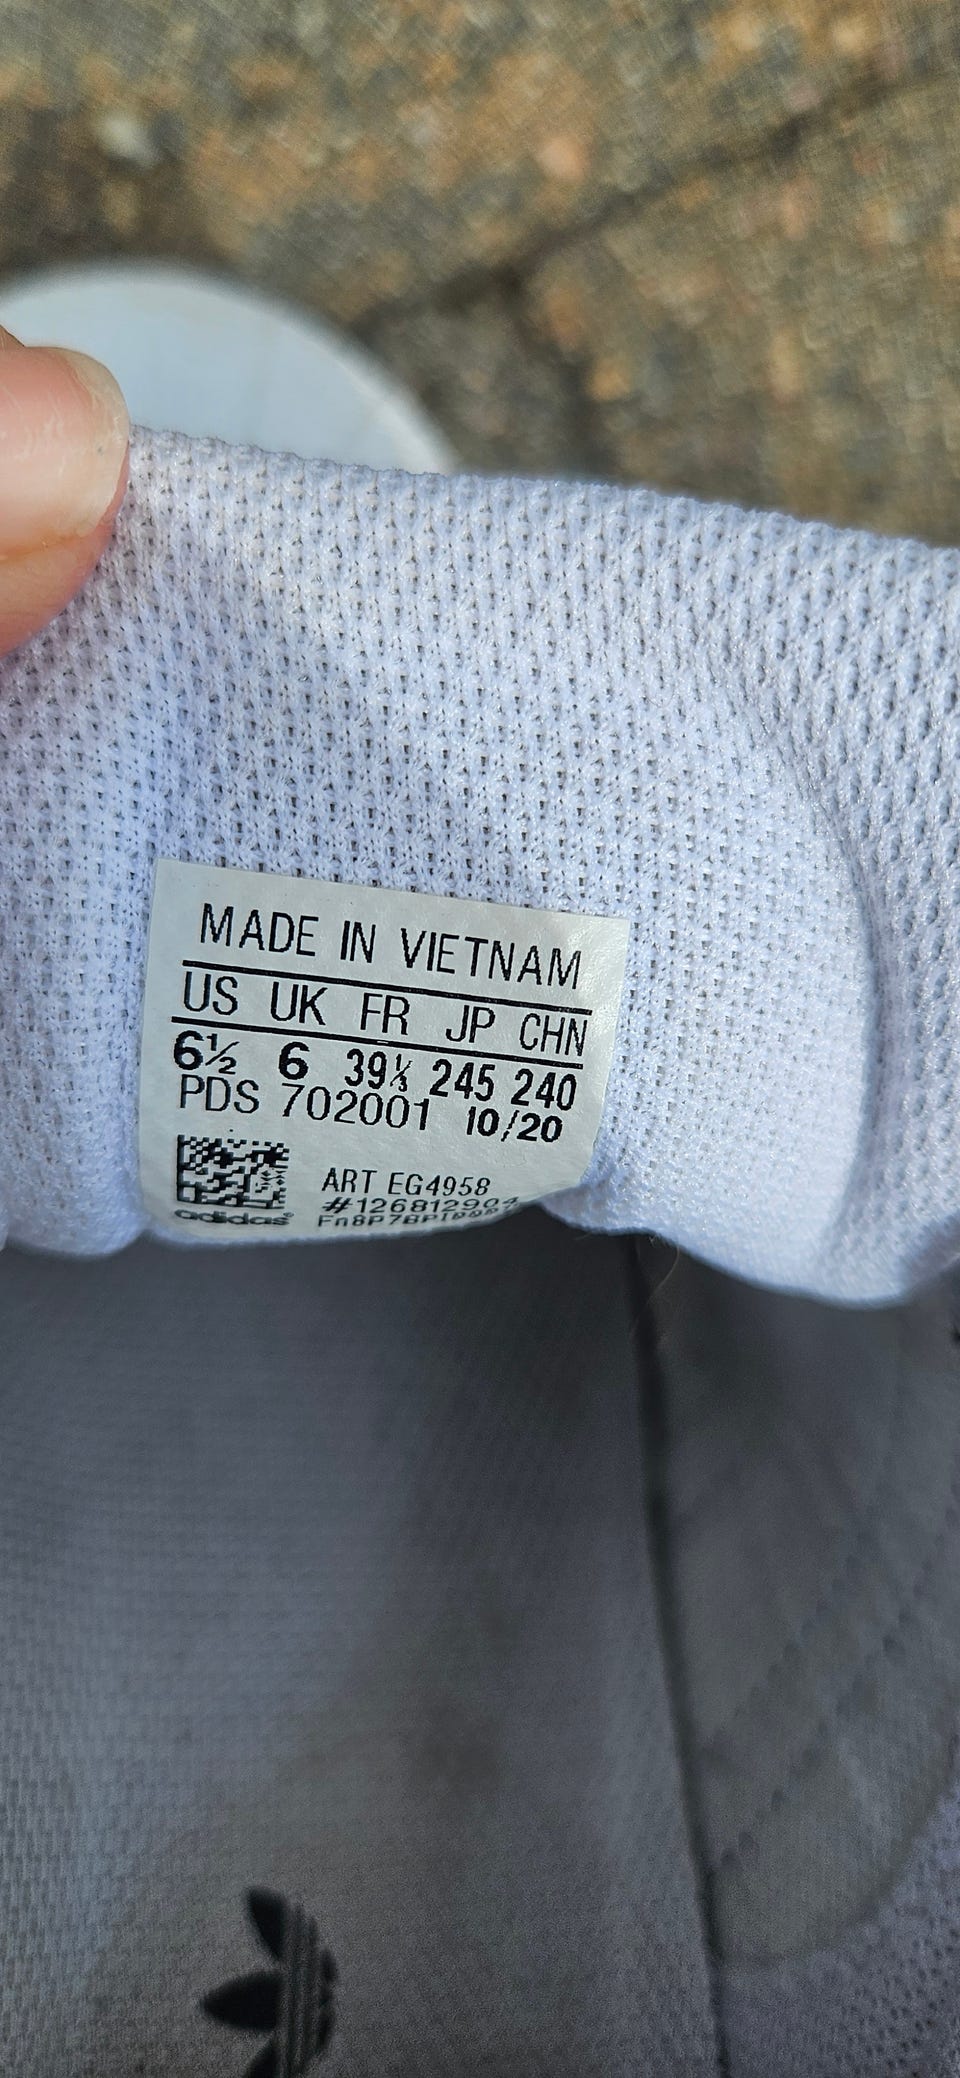 MADE IN VIETNAM
US UK FR JP CHN
6½ 6 39⅓ 245 240
PDS 702001 10/20
ART EG4958
#126812904
adidas